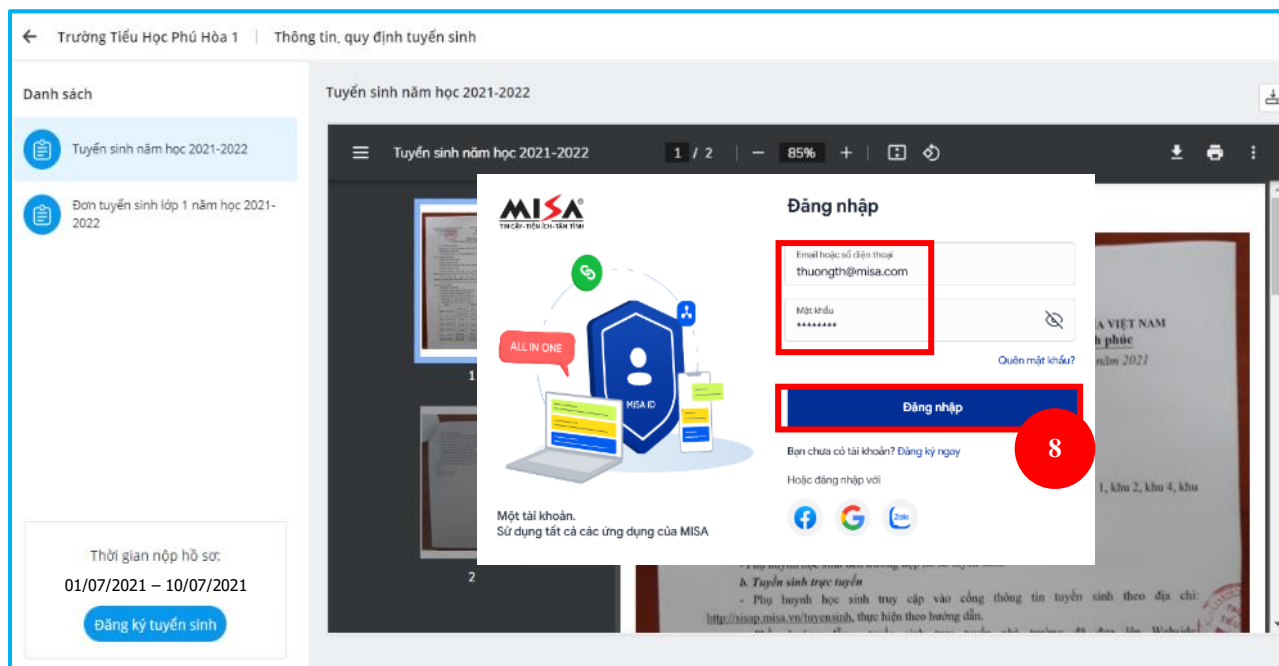 Trường Tiểu Học Phú Hòa 1 | Thông tin, quy định tuyển sinh
Danh sách
Tuyển sinh năm học 2021-2022
Đơn tuyển sinh lớp 1 năm học 2021-
2022
Thời gian nộp hồ sơ:
01/07/2021 – 10/07/2021
Đăng ký tuyển sinh
Tuyển sinh năm học 2021-2022
Tuyển sinh năm học 2021-2022
1 / 2
85%
1
2
MISA
TIN CẬY-TIỆN ÍCH-TẬN TÌNH
ALL IN ONE
MISA ID
Một tài khoản.
Sử dụng tất cả các ứng dụng của MISA
Đăng nhập
Email hoặc số điện thoại
thuongth@misa.com
Mật khẩu
********
Quên mật khẩu?
Đăng nhập
8
Bạn chưa có tài khoản? Đăng ký ngay
Hoặc đăng nhập với
Zalo
A VIỆT NAM
h phúc
năm 2021
1, khu 2, khu 4, khu
b. Tuyển sinh trực tuyến
- Phụ huynh học sinh truy cập vào cổng thông tin tuyển sinh theo địa chỉ:
http://sisap.misa.vn/tuyensinh, thực hiện theo hướng dẫn.